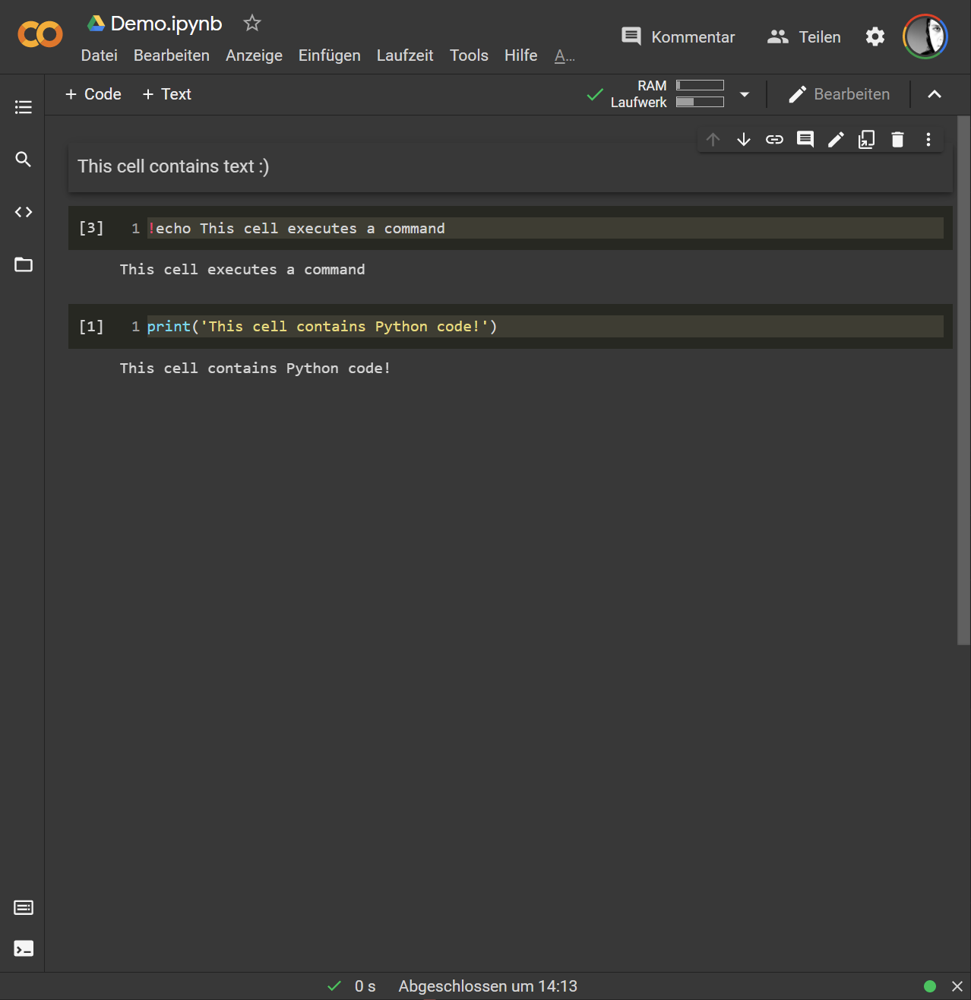 Demo.ipynb
Datei Bearbeiten Anzeige Einfügen Laufzeit Tools Hilfe A...
Kommentar
Teilen
+ Code + Text
RAM
Laufwerk
Bearbeiten
This cell contains text :)
[3] 1 !echo This cell executes a command
This cell executes a command
[1] 1 print('This cell contains Python code!')
This cell contains Python code!
0 s Abgeschlossen um 14:13